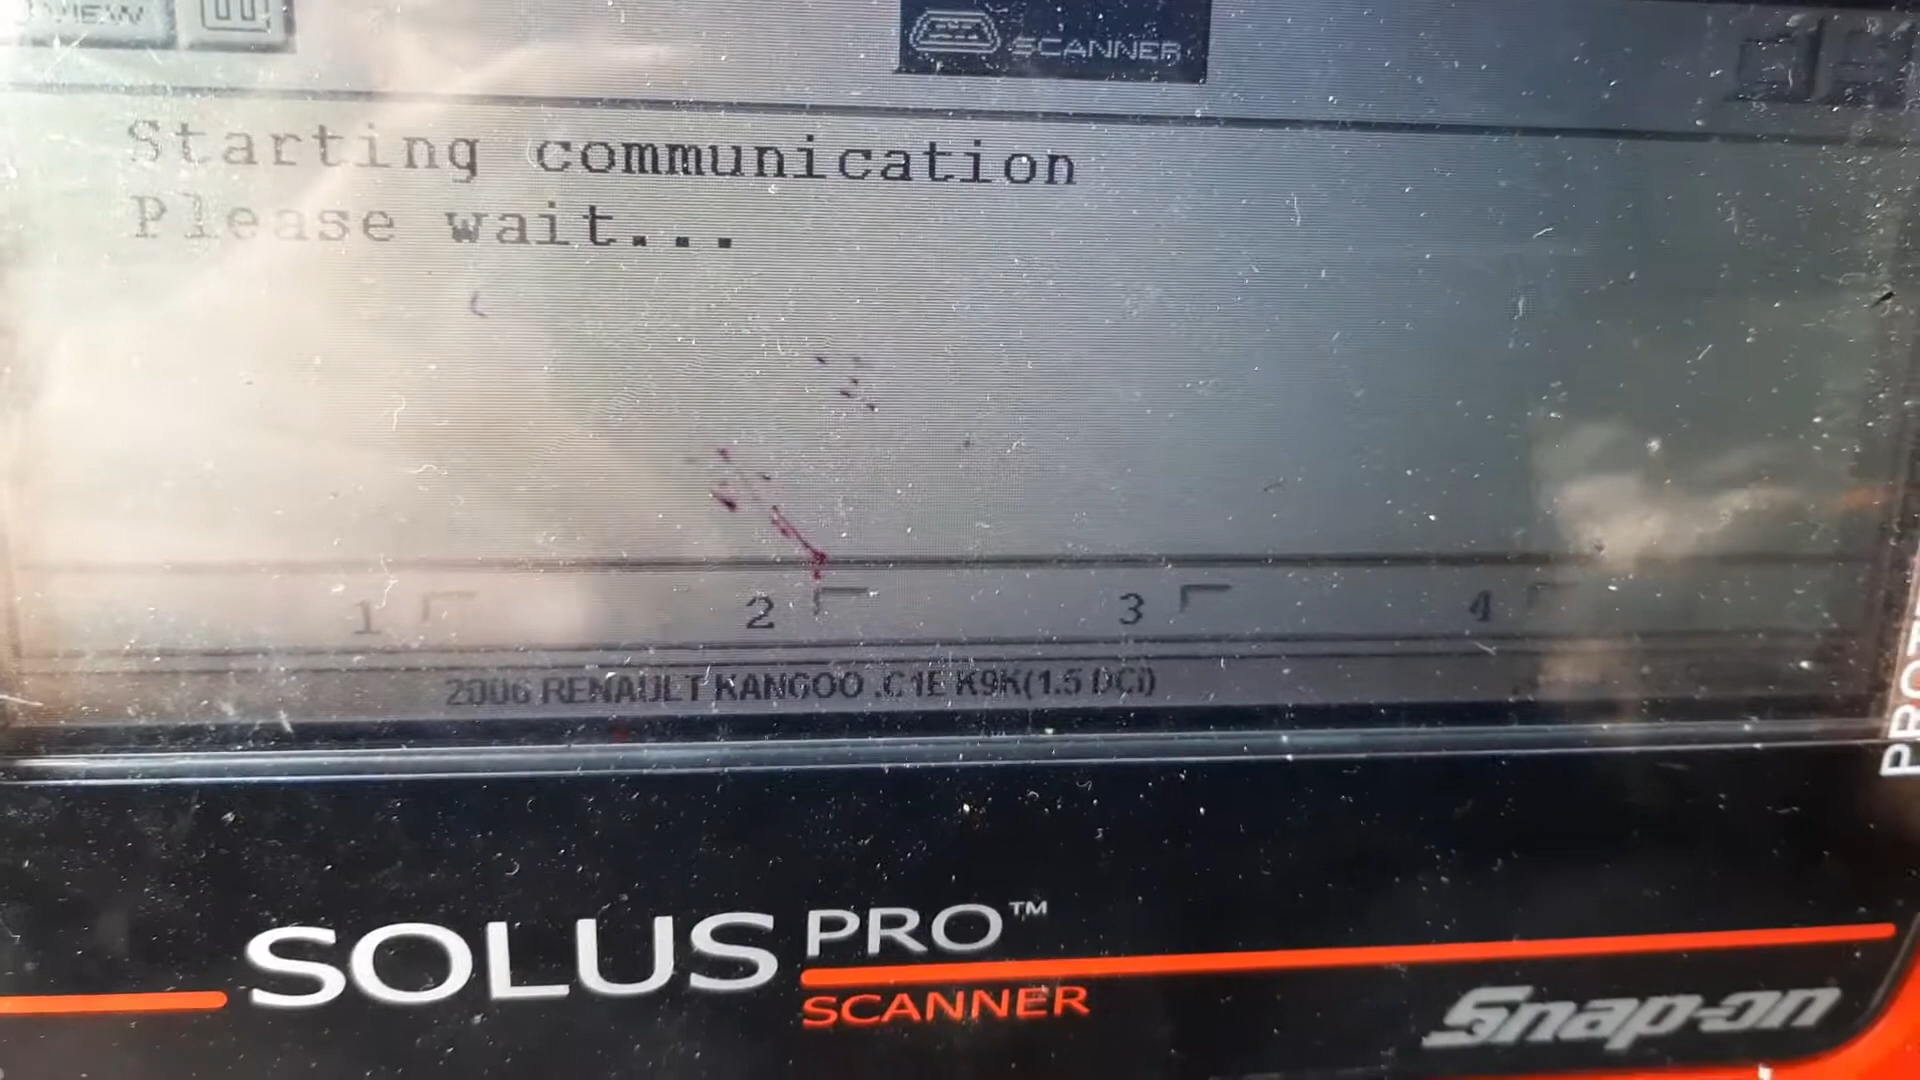 VIEW
SCANNER
Starting communication
Please wait...
1 2 3 4
2006 RENAULT KANGOO .C1E K9K(1.5 DCi)
SOLUS PRO™
SCANNER
Snap-on